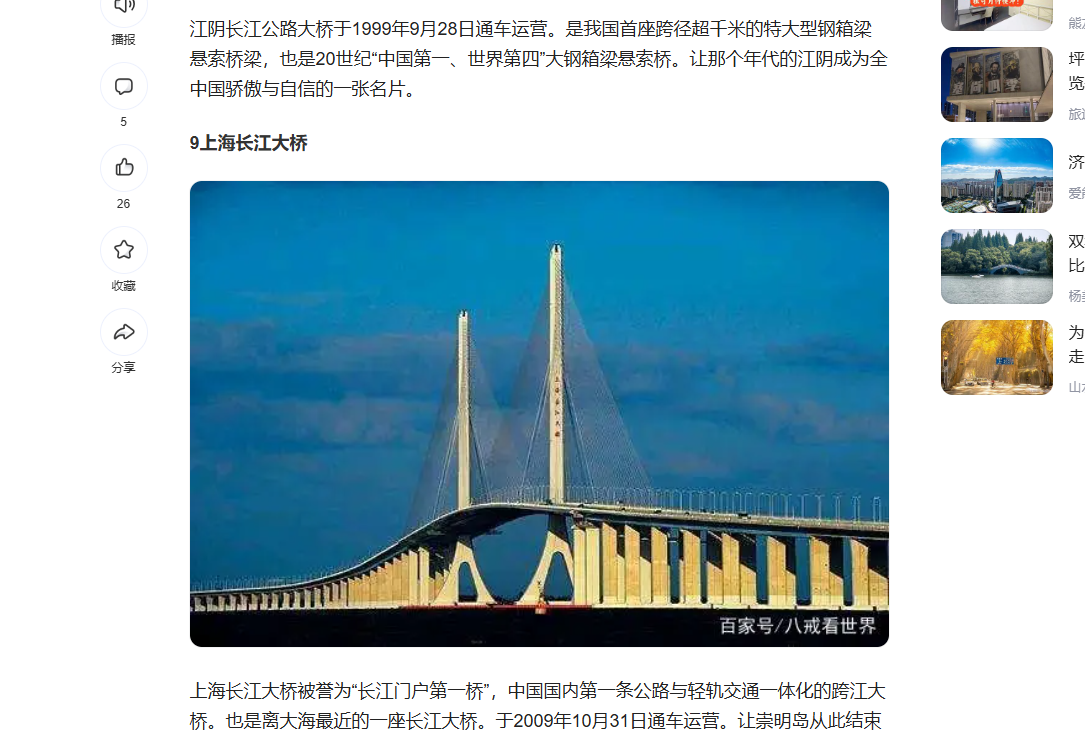 播报
5
26
收藏
分享
江阴长江公路大桥于1999年9月28日通车运营。是我国首座跨径超千米的特大型钢箱梁
悬索桥梁，也是20世纪“中国第一、世界第四”大钢箱梁悬索桥。让那个年代的江阴成为全
中国骄傲与自信的一张名片。
9上海长江大桥
百家号/八戒看世界
上海长江大桥被誉为“长江门户第一桥”，中国国内第一条公路与轻轨交通一体化的跨江大
桥。也是离大海最近的一座长江大桥。于2009年10月31日通车运营。让崇明岛从此结束
坪
览
旅
济
爱
双
比
杨
为
走
山